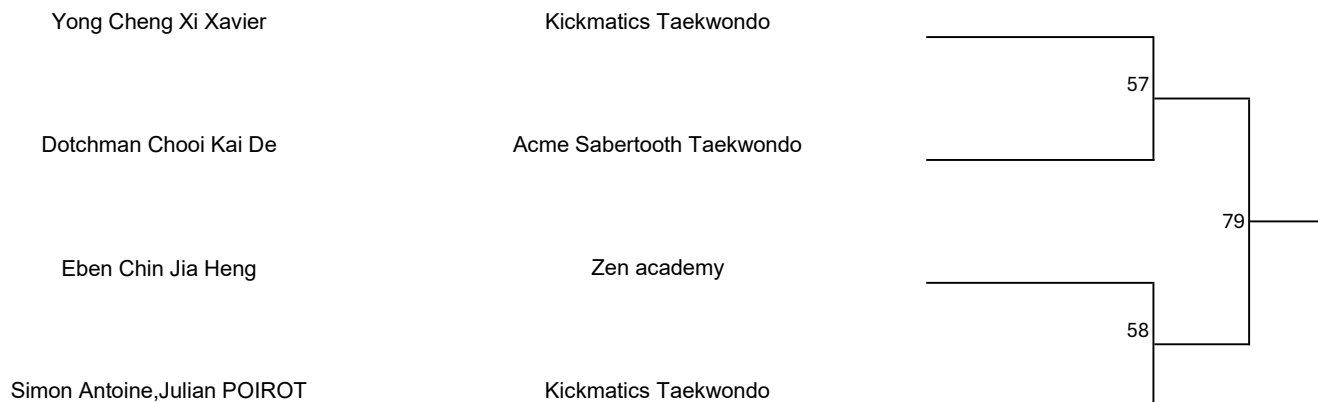 Yong Cheng Xi Xavier Kickmatics Taekwondo
57
Dotchman Chooi Kai De Acme Sabertooth Taekwondo
79
Eben Chin Jia Heng Zen academy
58
Simon Antoine,Julian POIROT Kickmatics Taekwondo